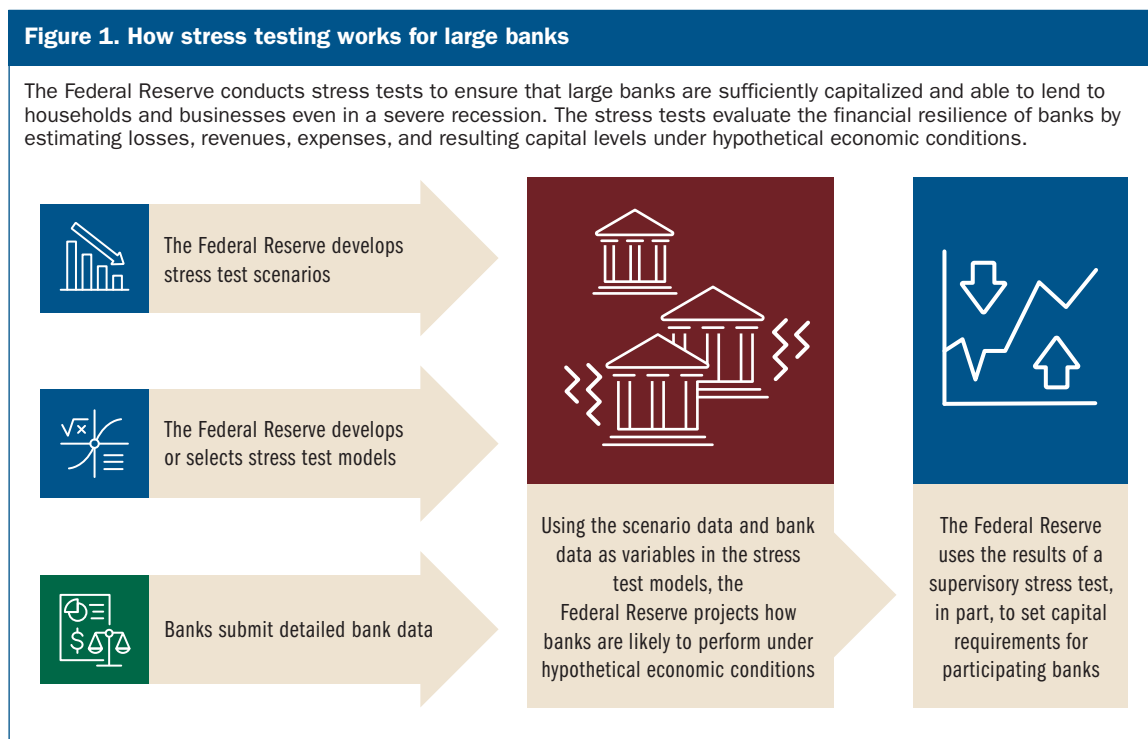 Figure 1. How stress testing works for large banks
The Federal Reserve conducts stress tests to ensure that large banks are sufficiently capitalized and able to lend to
households and businesses even in a severe recession. The stress tests evaluate the financial resilience of banks by
estimating losses, revenues, expenses, and resulting capital levels under hypothetical economic conditions.
The Federal Reserve develops
stress test scenarios
√x
The Federal Reserve develops
or selects stress test models
$
Banks submit detailed bank data
Using the scenario data and bank
data as variables in the stress
test models, the
Federal Reserve projects how
banks are likely to perform under
hypothetical economic conditions
The Federal Reserve
uses the results of a
supervisory stress test,
in part, to set capital
requirements for
participating banks